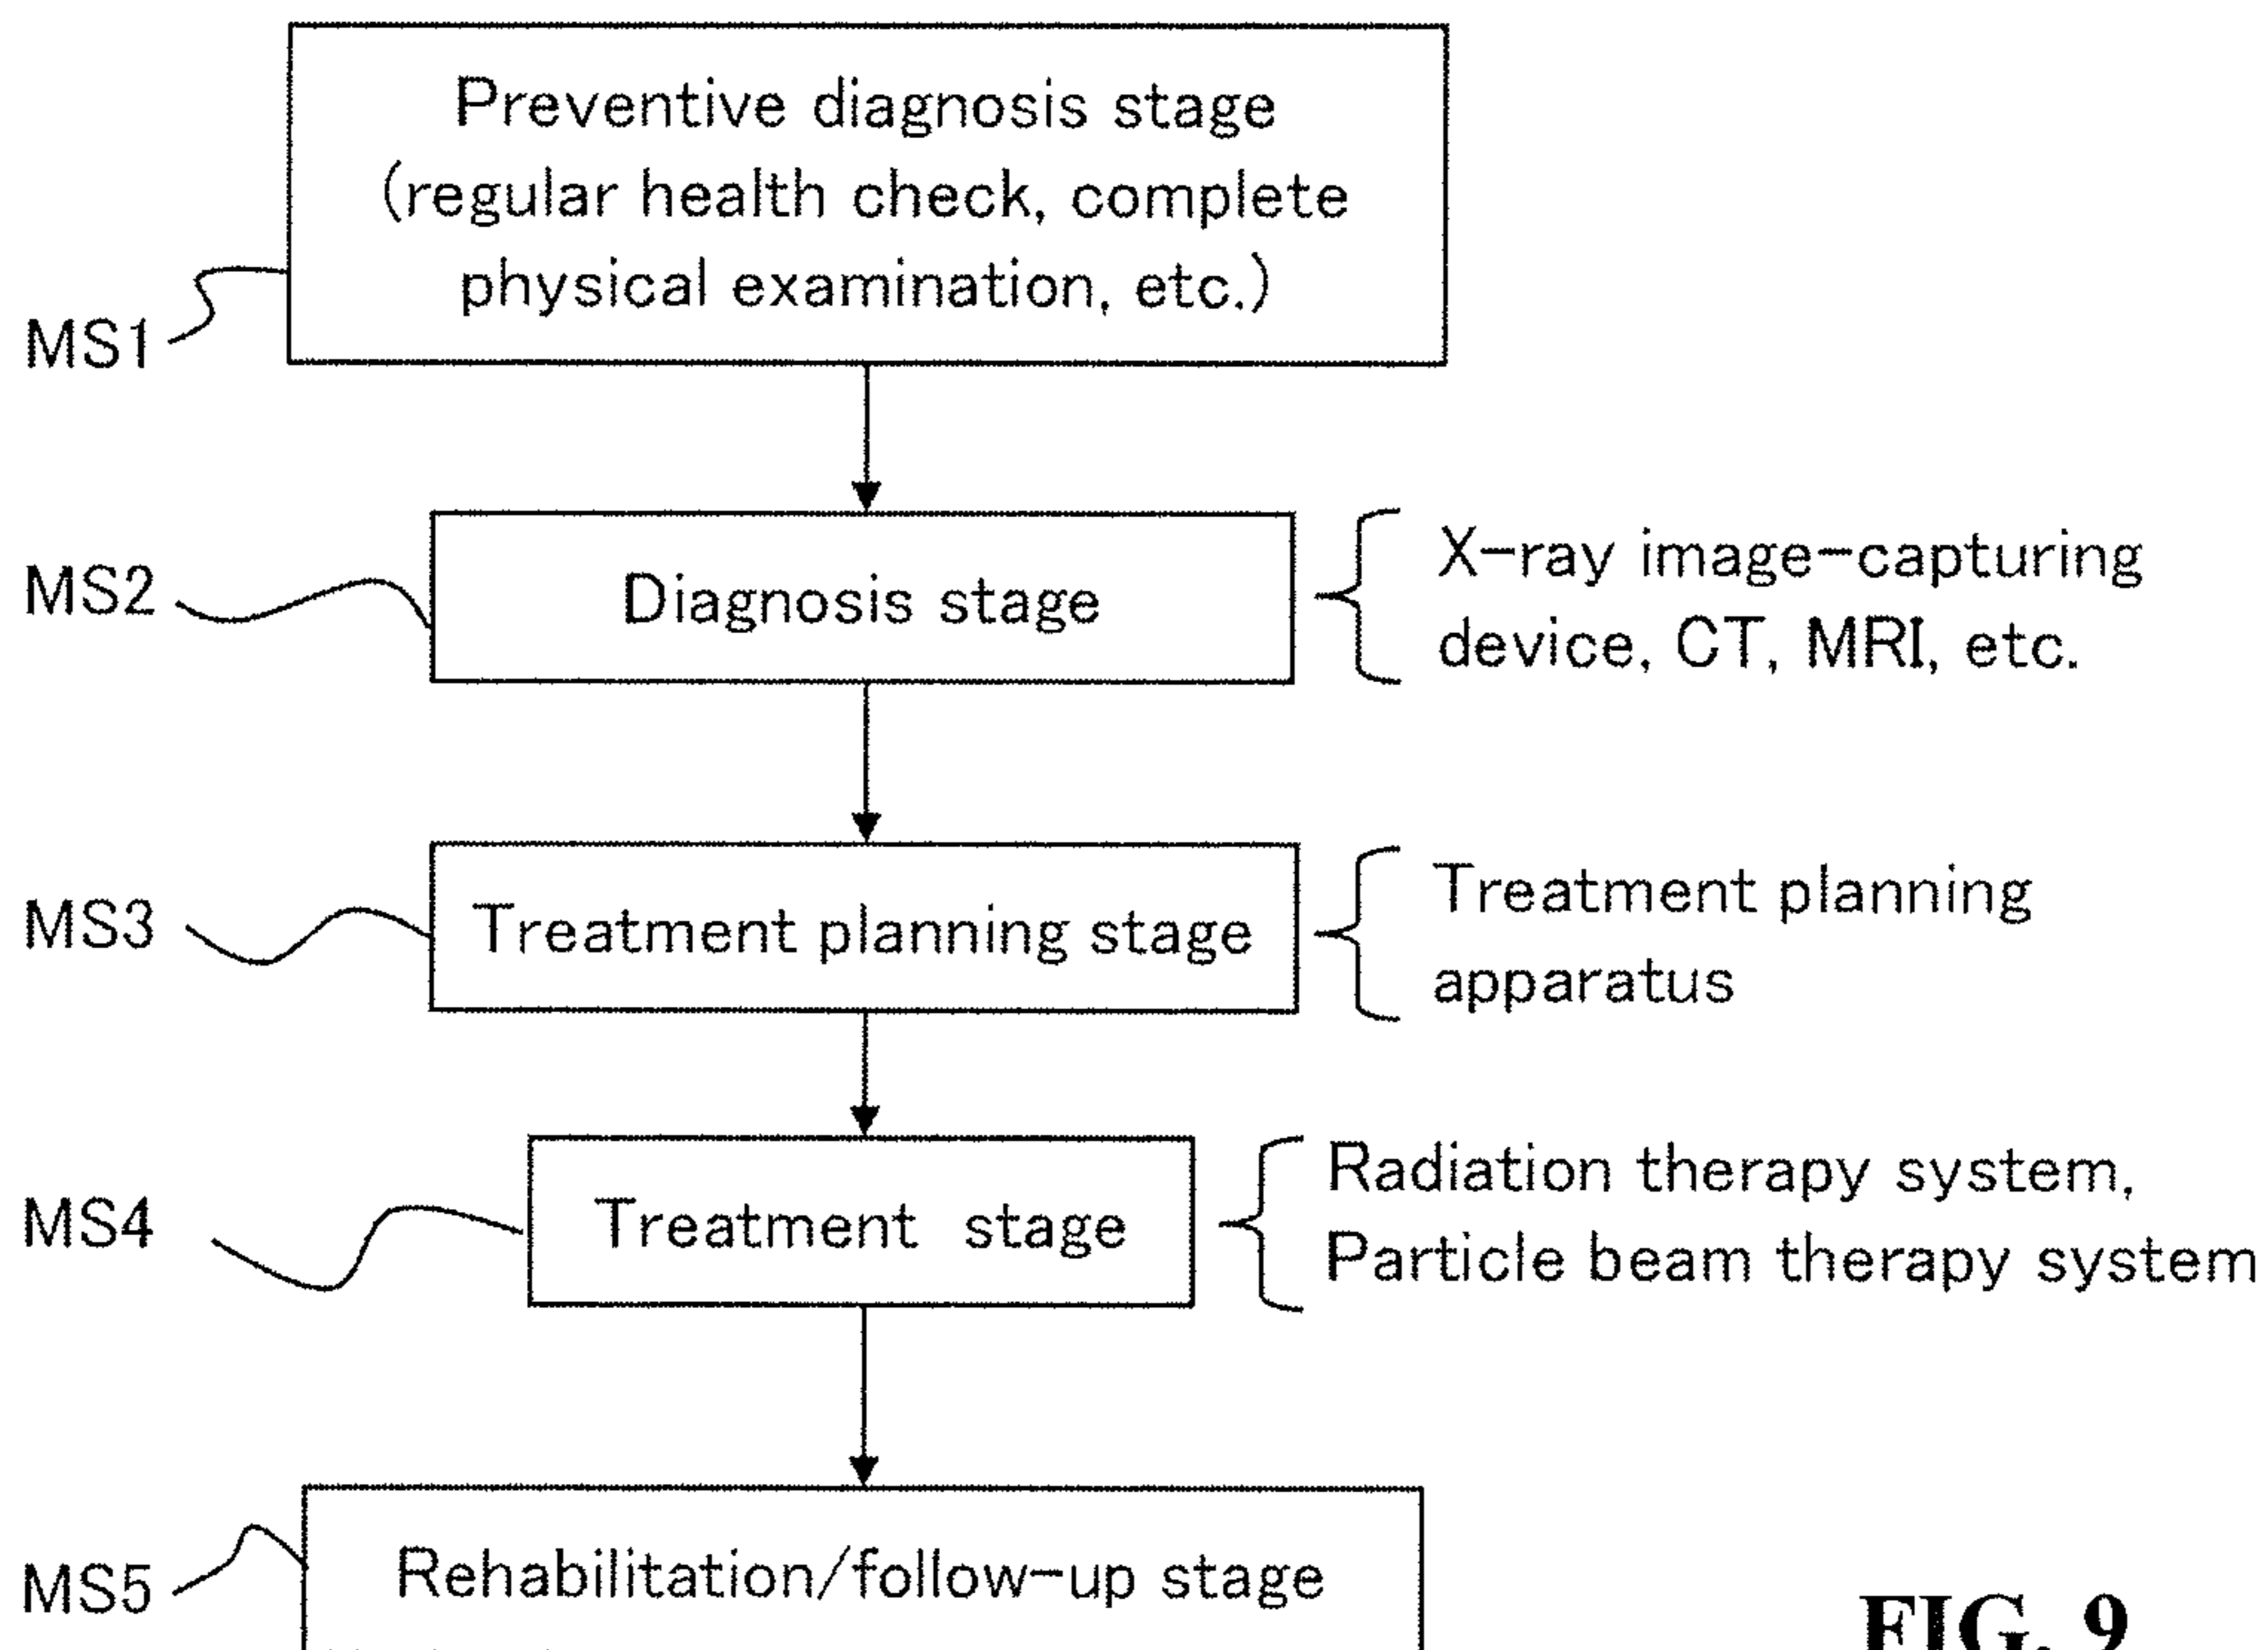 Preventive diagnosis stage
(regular health check, complete
physical examination, etc.)
MS1
MS2
Diagnosis stage
X-ray image-capturing
device, CT, MRI, etc.
MS3
Treatment planning stage
Treatment planning
apparatus
MS4
Treatment stage
Radiation therapy system,
Particle beam therapy system
MS5
Rehabilitation/follow-up stage
FIG. 9